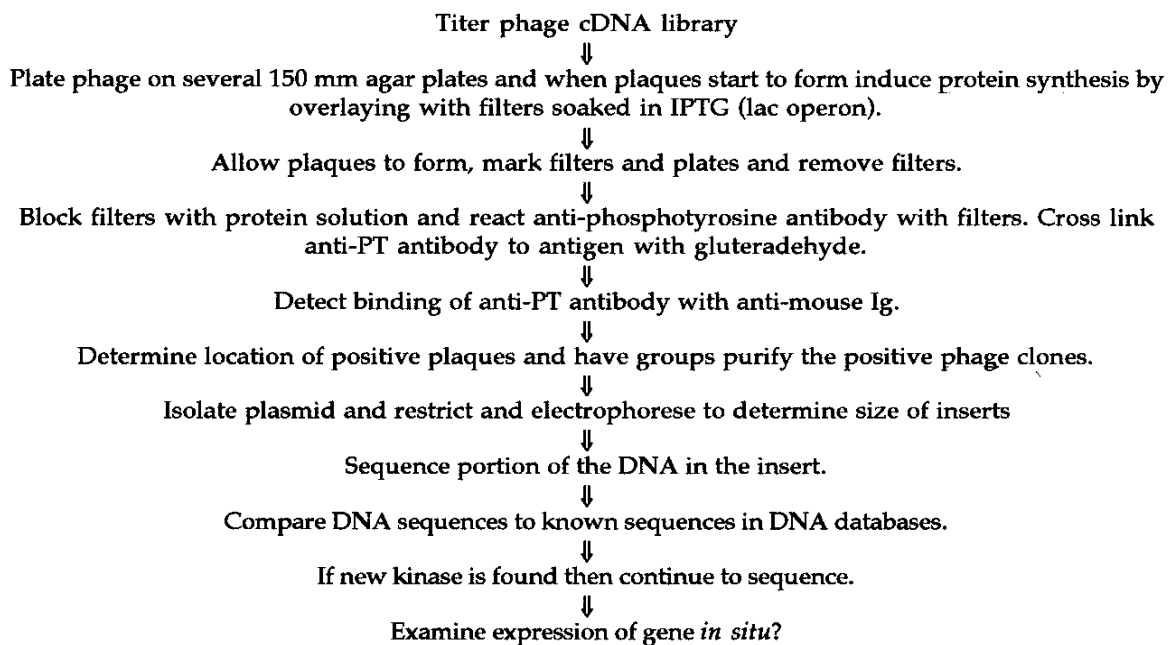 Titer phage cDNA library
⇓
Plate phage on several 150 mm agar plates and when plaques start to form induce protein synthesis by
overlaying with filters soaked in IPTG (lac operon).
⇓
Allow plaques to form, mark filters and plates and remove filters.
⇓
Block filters with protein solution and react anti-phosphotyrosine antibody with filters. Cross link
anti-PT antibody to antigen with gluteradehyde.
⇓
Detect binding of anti-PT antibody with anti-mouse Ig.
⇓
Determine location of positive plaques and have groups purify the positive phage clones.
⇓
Isolate plasmid and restrict and electrophorese to determine size of inserts
⇓
Sequence portion of the DNA in the insert.
⇓
Compare DNA sequences to known sequences in DNA databases.
⇓
If new kinase is found then continue to sequence.
⇓
Examine expression of gene in situ?